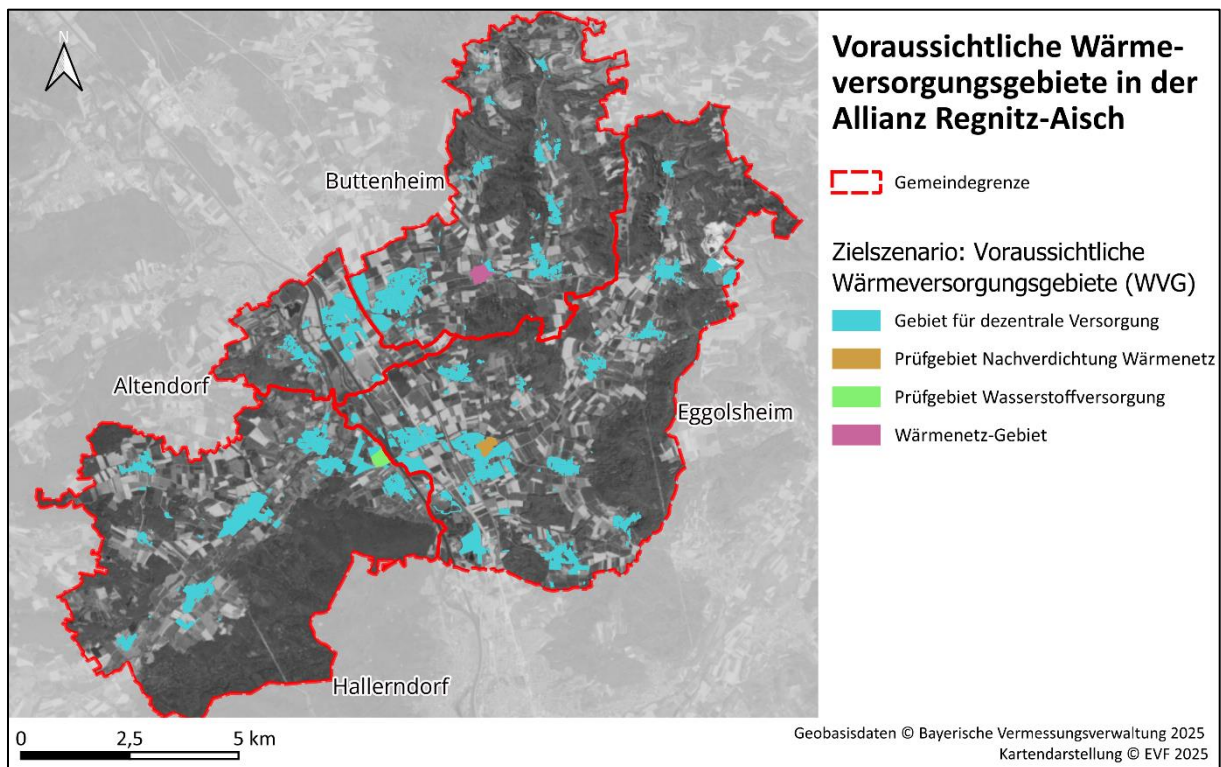 Voraussichtliche Wärme-
versorgungsgebiete in der
Allianz Regnitz-Aisch
Gemeindegrenze
Zielszenario: Voraussichtliche
Wärmeversorgungsgebiete (WVG)
Gebiet für dezentrale Versorgung
Prüfgebiet Nachverdichtung Wärmenetz
Prüfgebiet Wasserstoffversorgung
Wärmenetz-Gebiet
N
Buttenheim
Altendorf
Eggolsheim
Hallerndorf
0 2,5 5 km
Geobasisdaten © Bayerische Vermessungsverwaltung 2025
Kartendarstellung © EVF 2025